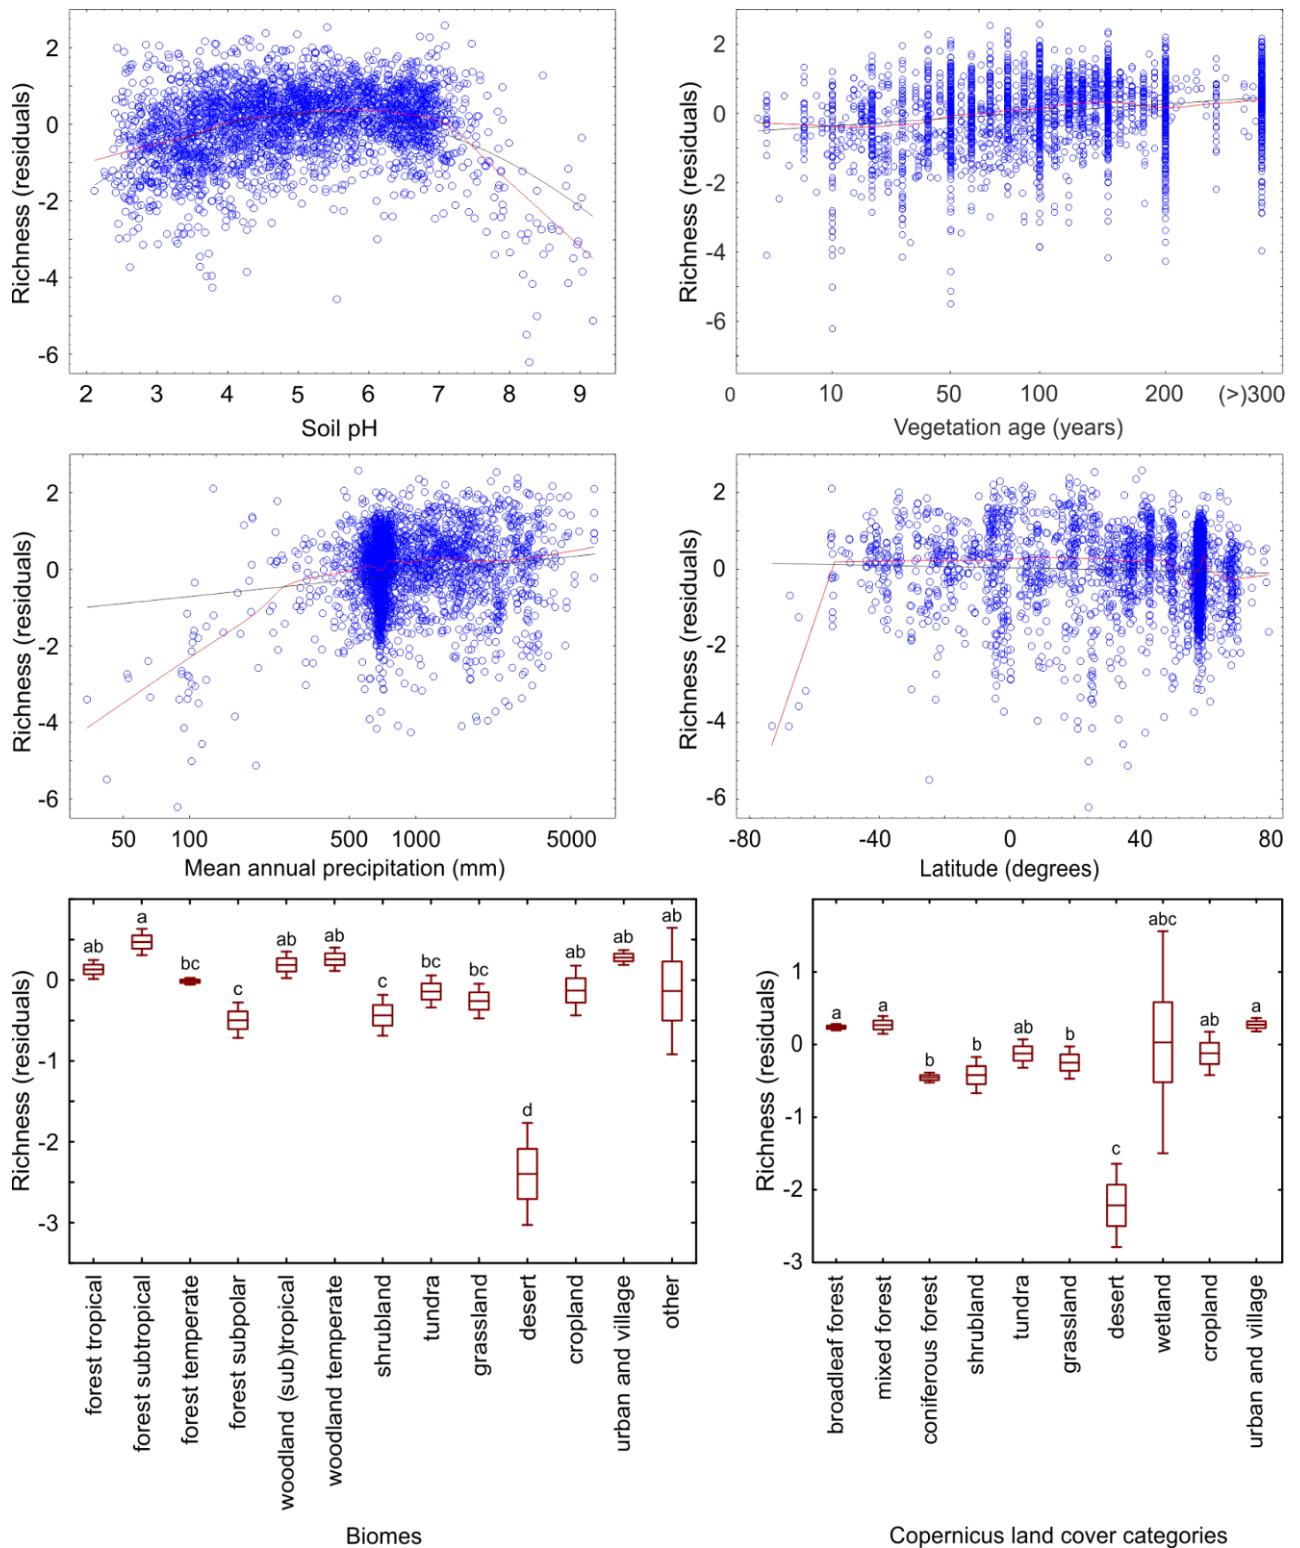 2
0
-2
-4
-6
Richness (residuals)
2 3 4 5 6 7 8 9
Soil pH
2
0
-2
-4
-6
Richness (residuals)
0 10 50 100 200 (>)300
Vegetation age (years)
2
0
-2
-4
-6
Richness (residuals)
50 100 500 1000 5000
Mean annual precipitation (mm)
2
0
-2
-4
-6
Richness (residuals)
-80 -40 0 40 80
Latitude (degrees)
0
-1
-2
-3
Richness (residuals)
ab a bc c ab ab c bc bc d ab ab ab
forest tropical
forest subtropical
forest temperate
forest subpolar
woodland (sub)tropical
woodland temperate
shrubland
tundra
grassland
desert
cropland
urban and village
other
Biomes
1
0
-1
-2
-3
Richness (residuals)
a a b b ab b c abc ab a
broadleaf forest
mixed forest
coniferous forest
shrubland
tundra
grassland
desert
wetland
cropland
urban and village
Copernicus land cover categories